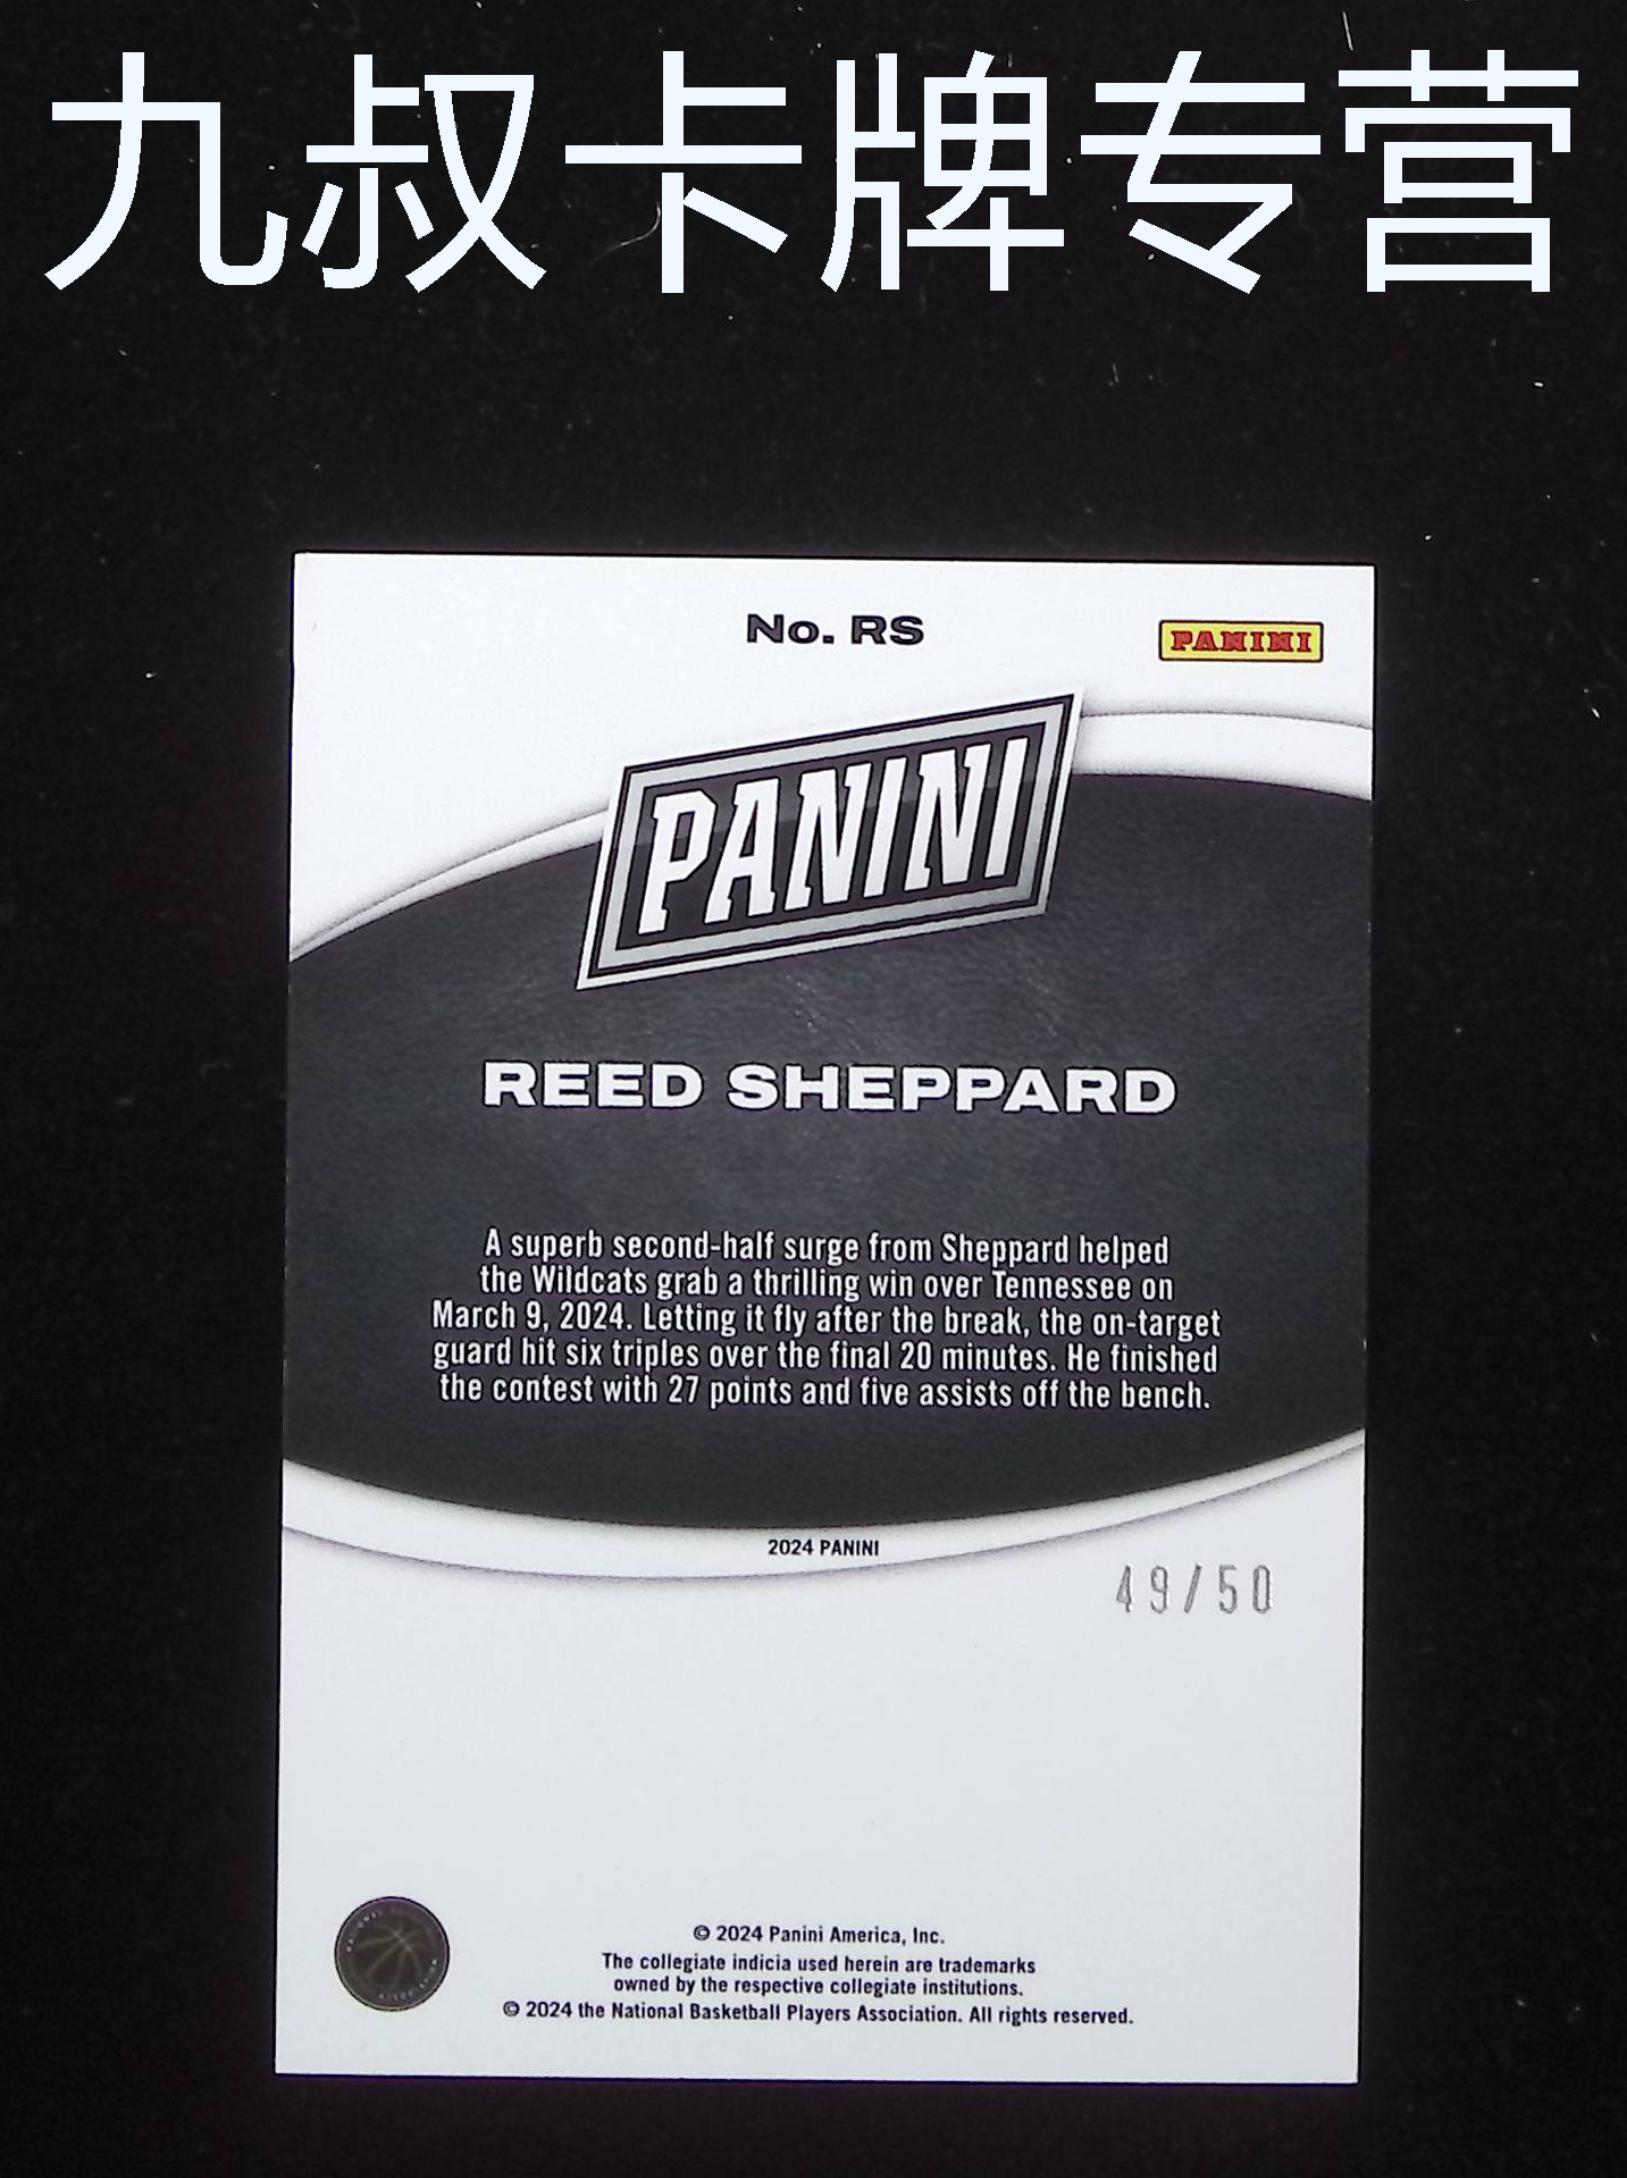 九叔卡牌专营
No. RS
PANINI
PANINI
REED SHEPPARD
A superb second-half surge from Sheppard helped
the Wildcats grab a thrilling win over Tennessee on
March 9, 2024. Letting it fly after the break, the on-target
guard hit six triples over the final 20 minutes. He finished
the contest with 27 points and five assists off the bench.
2024 PANINI
49/50
© 2024 Panini America, Inc.
The collegiate indicia used herein are trademarks
owned by the respective collegiate institutions.
© 2024 the National Basketball Players Association. All rights reserved.